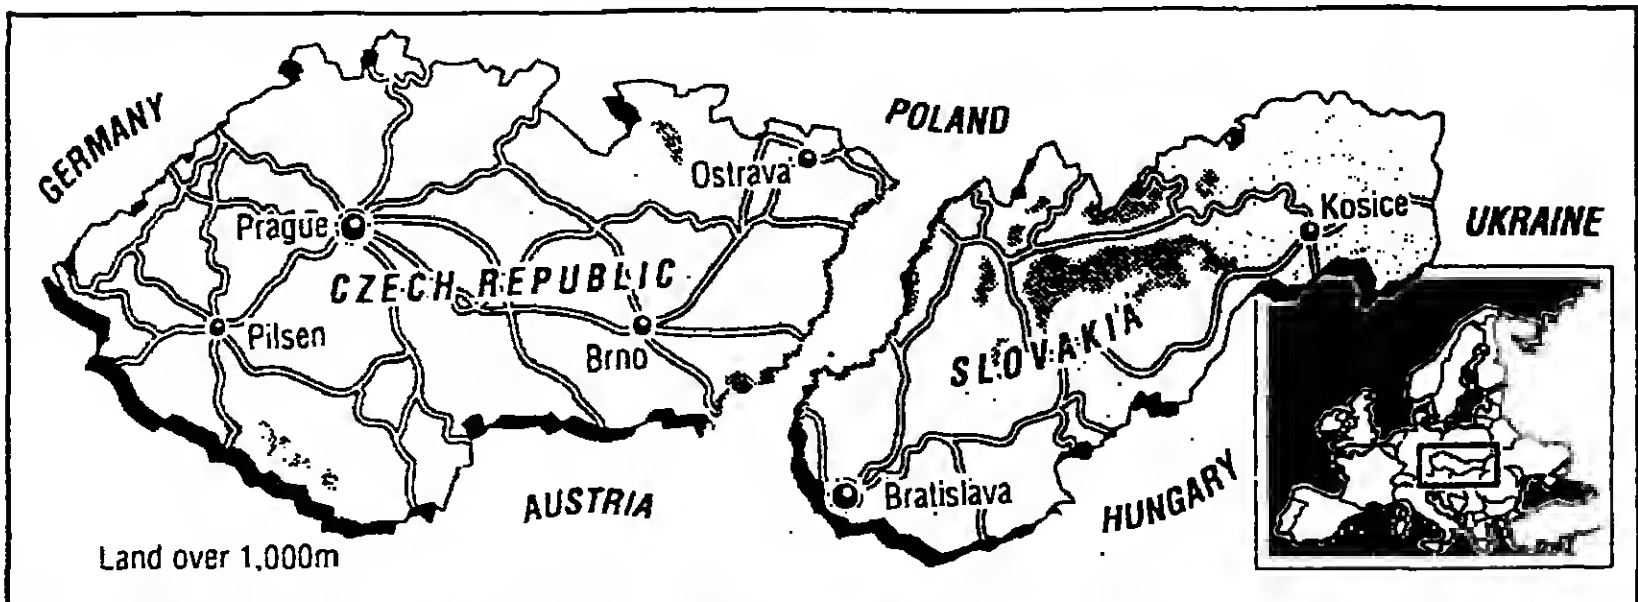 GERMANY
POLAND
Ostrava
Kosice
Prague
UKRAINE
CZECH REPUBLIC
Pilsen
Brno
SLOVAKIA
Bratislava
AUSTRIA
HUNGARY
Land over 1,000m